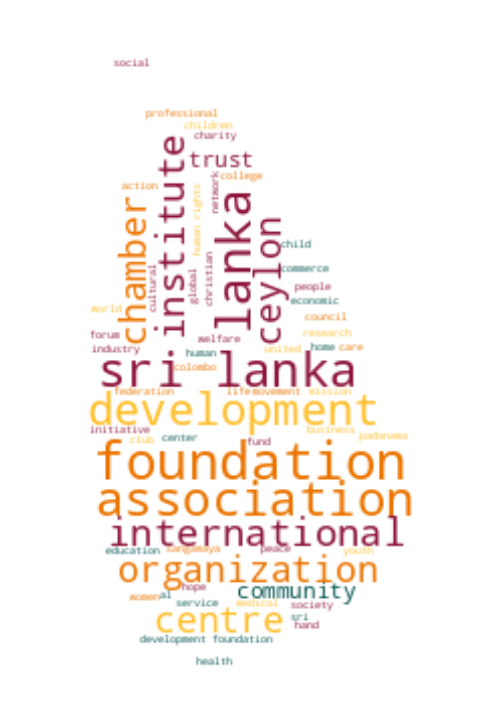 social
professional
children
charity
trust
college
action
network
human rights
institute
chamber
lanka
ceylon
child
commerce
cultural
global
christian
people
economic
world
council
forum
welfare
research
industry
human
united
home
care
sri lanka
colombo
federation
life
movement
mission
development
initiative
club
center
fund
business
padanama
foundation
association
international
education
sangamaya
peace
youth
organization
hope
community
women
al
service
medical
society
centre
sri
hand
development foundation
health